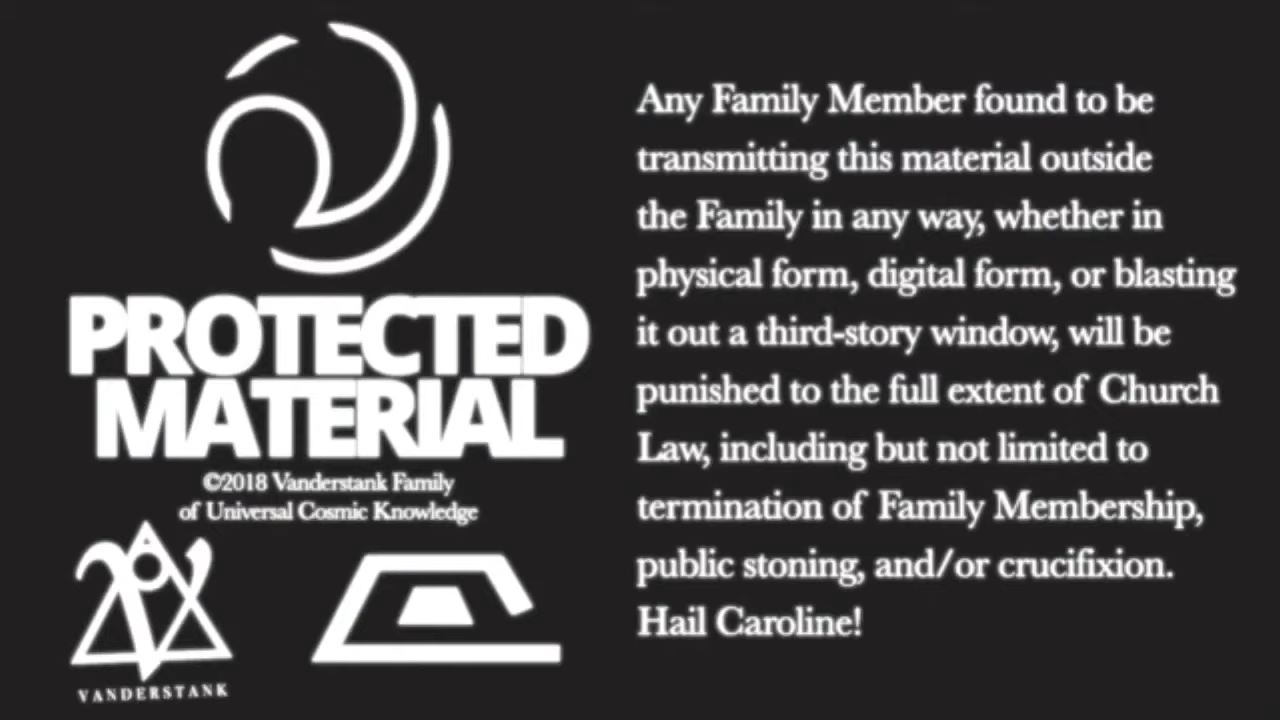 PROTECTED
MATERIAL
©2018 Vanderstank Family
of Universal Cosmic Knowledge
VANDERSTANK
Any Family Member found to be
transmitting this material outside
the Family in any way, whether in
physical form, digital form, or blasting
it out a third-story window, will be
punished to the full extent of Church
Law, including but not limited to
termination of Family Membership,
public stoning, and/or crucifixion.
Hail Caroline!